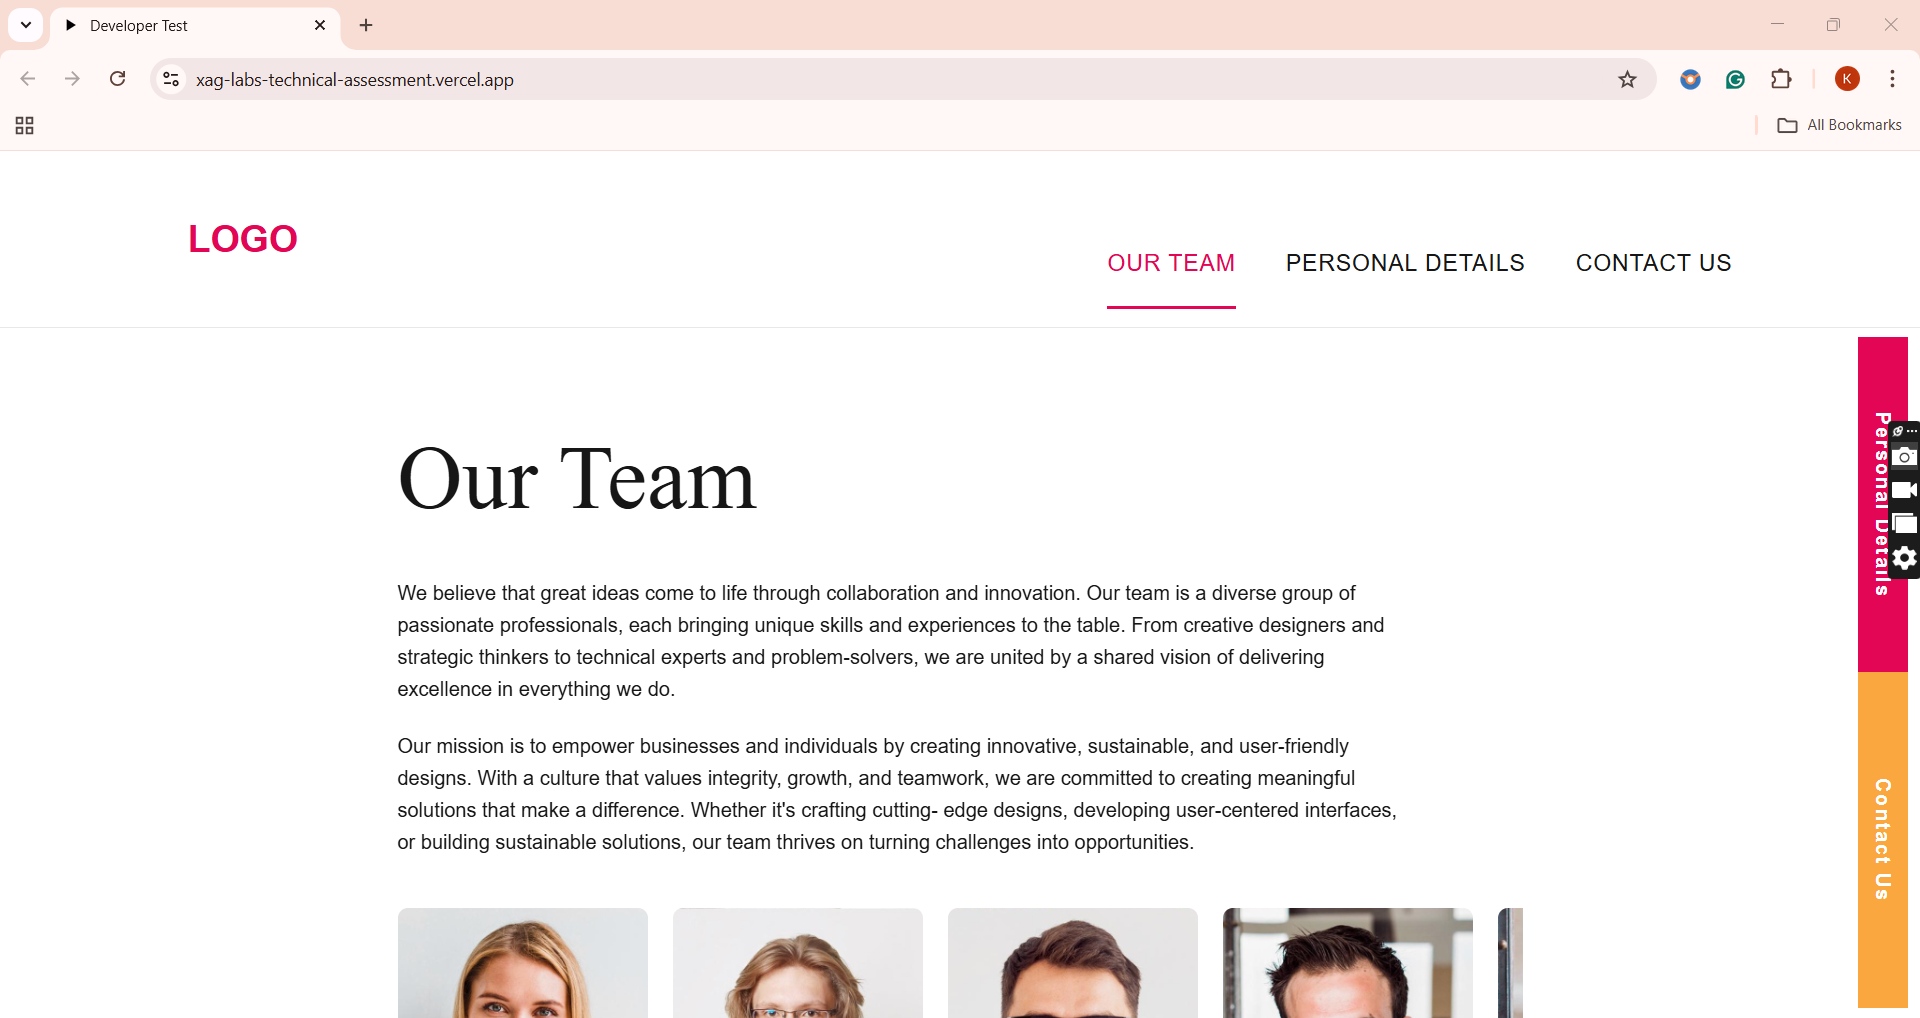 Developer Test
xag-labs-technical-assessment.vercel.app
K
All Bookmarks
LOGO
OUR TEAM
PERSONAL DETAILS
CONTACT US
Our Team
We believe that great ideas come to life through collaboration and innovation. Our team is a diverse group of
passionate professionals, each bringing unique skills and experiences to the table. From creative designers and
strategic thinkers to technical experts and problem-solvers, we are united by a shared vision of delivering
excellence in everything we do.
Our mission is to empower businesses and individuals by creating innovative, sustainable, and user-friendly
designs. With a culture that values integrity, growth, and teamwork, we are committed to creating meaningful
solutions that make a difference. Whether it's crafting cutting- edge designs, developing user-centered interfaces,
or building sustainable solutions, our team thrives on turning challenges into opportunities.
Personal Details
Contact Us